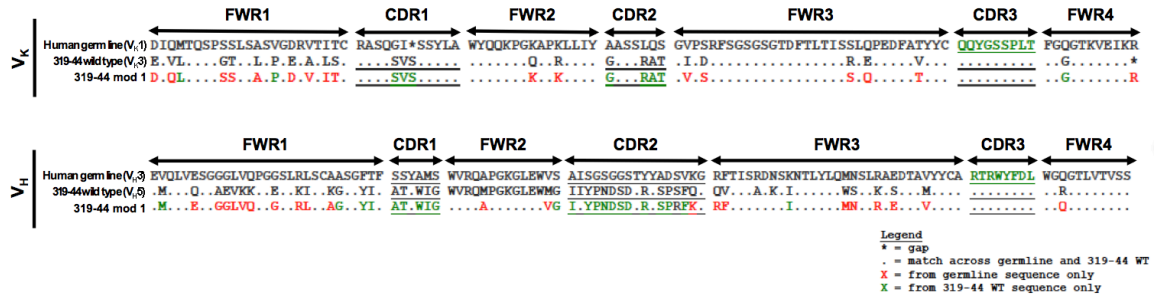 FWR1 CDR1 FWR2 CDR2 FWR3 CDR3 FWR4
VK
Human germline (VK1) DIQMTQSPSSLSASVGDRVTITC RASQGI*SSYLA WYQQKPGKAPKLLIY AASSLQS GVPSRFSGSGSGTDFTLTISSLQPEDFATYYC QQYGSSPLT FGQGTKVEIKR
319-44 wild type (VK3) E.VL.....GT..L.P.E.ALS. ......SVS... .......Q..R.... G...RAT .I.D...............R.E....V.... ......... ..G.......*
319-44 mod 1 D.QL.....SS..A.P.D.V.IT. ......SVS... .......K..K.... G...RAT .V.S...............S..R.Q....T.... ......... ..G.......R
FWR1 CDR1 FWR2 CDR2 FWR3 CDR3 FWR4
VH
Human germline (VH3) EVQLVESGGGLVQPGGSLRLSCAASGFTF SSYAMS WVRQAPGKGLEWVS AISGSGGSTYYADSVKG RFTISRDNSKNTLYLQMNSLRAEDTAVYYCA RTRWYFDL WGQGTLVTVSS
319-44 wild type (VH5) .M...Q..AEVKK..E..KI..KG..YI. AT.WIG ....MPGKGLEWMG IIYPNDSD.R.SPSFQ. QV...A.K.I.....W S..K.S...M..... ........ ...R.......
319-44 mod 1 .M...E..GGLVQ..G..RL..AG..YI. AT.WIG ....A.......VG I.YPNDSD.R.SPRFK. RF.......I......MN..R.E...V..... ........ ...Q.......
Legend
* = gap
. = match across germline and 319-44 WT
X = from germline sequence only
X = from 319-44 WT sequence only